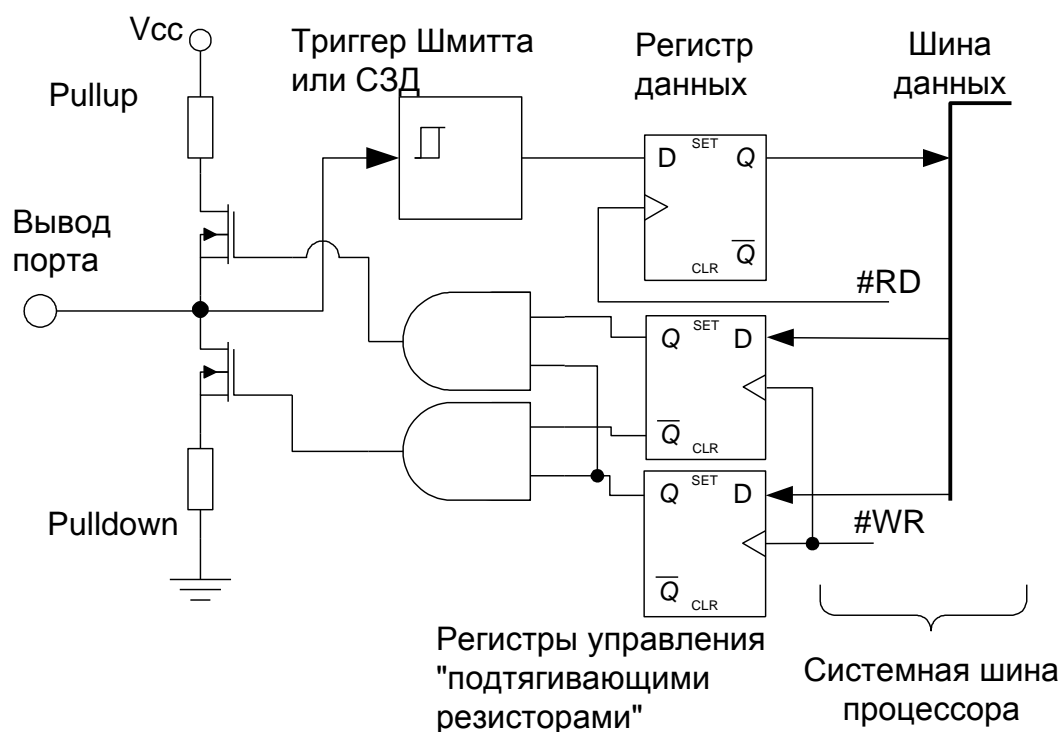 Vcc
Триггер Шмитта
или СЗД
Регистр
данных
Шина
данных
Pullup
D SET Q
Q
CLR
#RD
Вывод
порта
Q SET D
Q
CLR
Q SET D
#WR
Q
CLR
Pulldown
Регистры управления
"подтягивающими
резисторами"
Системная шина
процессора